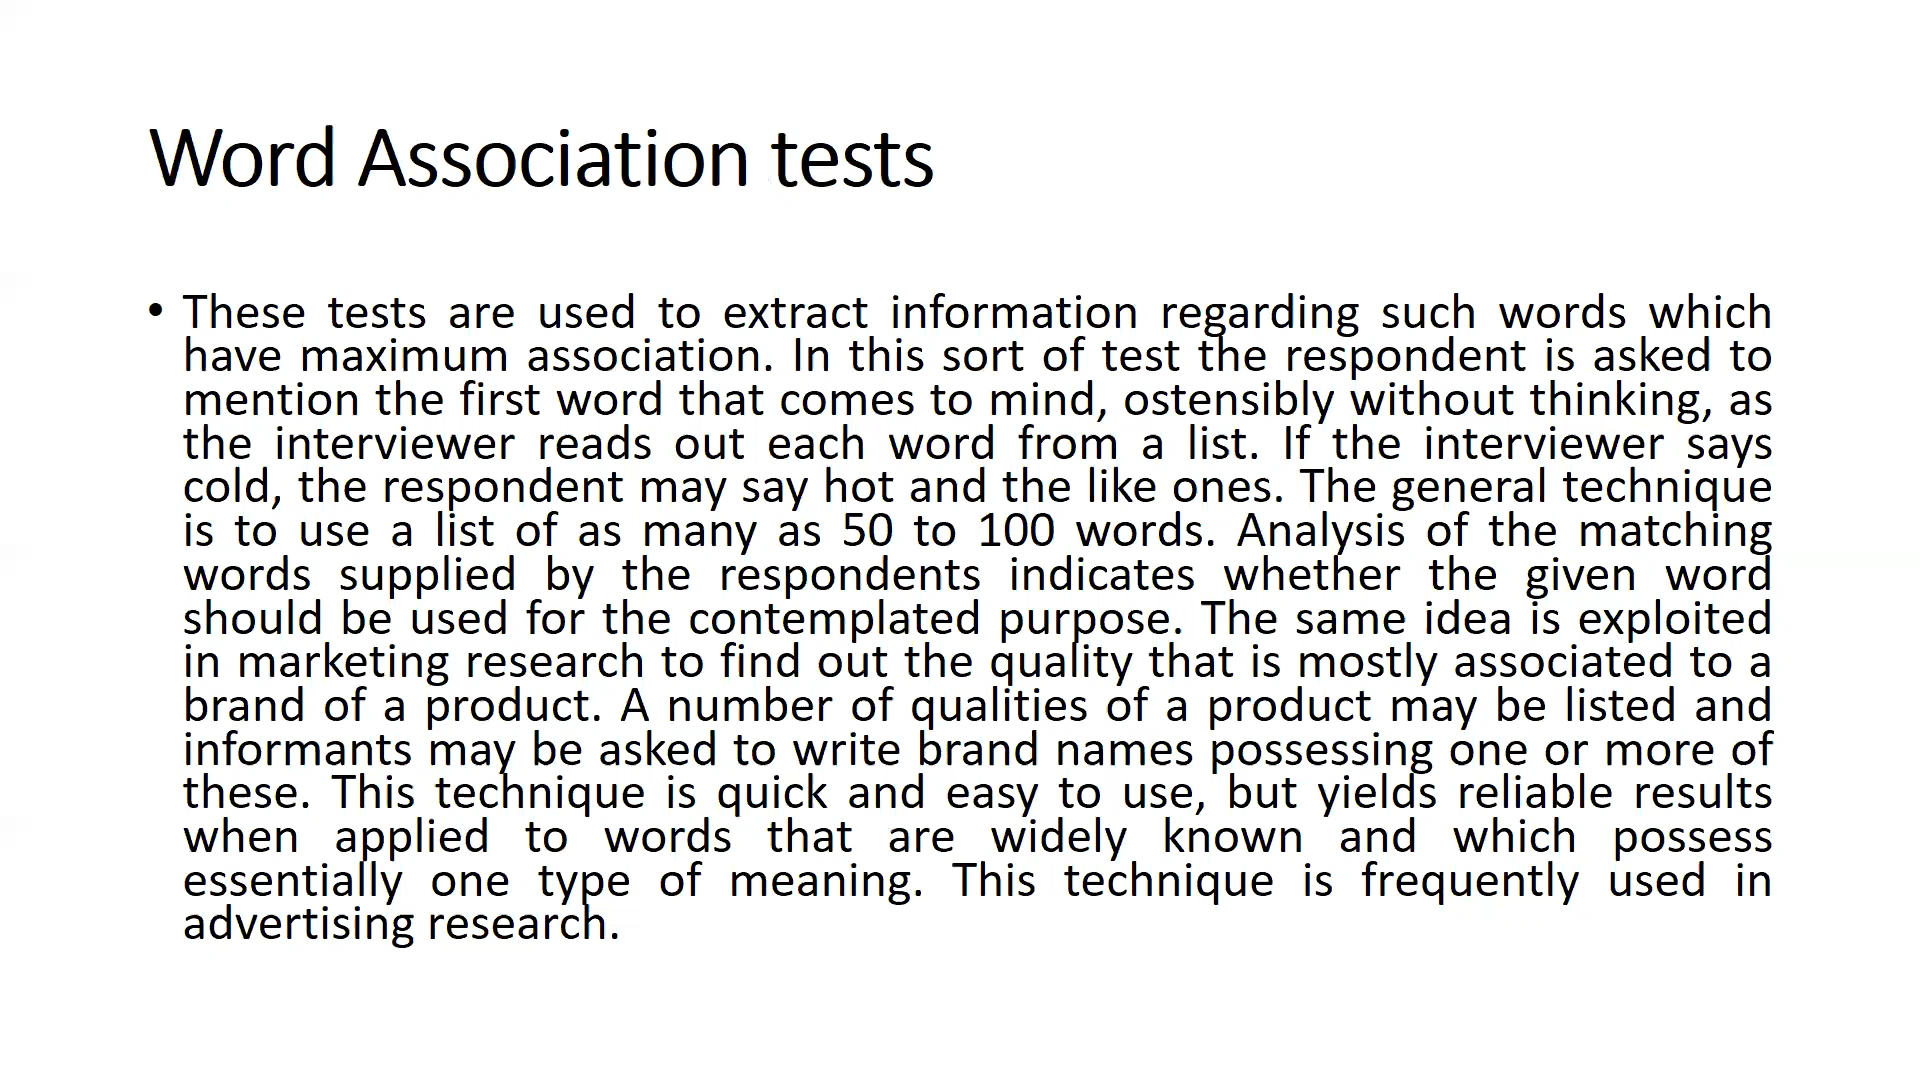 Word Association tests
• These tests are used to extract information regarding such words which
have maximum association. In this sort of test the respondent is asked to
mention the first word that comes to mind, ostensibly without thinking, as
the interviewer reads out each word from a list. If the interviewer says
cold, the respondent may say hot and the like ones. The general technique
is to use a list of as many as 50 to 100 words. Analysis of the matching
words supplied by the respondents indicates whether the given word
should be used for the contemplated purpose. The same idea is exploited
in marketing research to find out the quality that is mostly associated to a
brand of a product. A number of qualities of a product may be listed and
informants may be asked to write brand names possessing one or more of
these. This technique is quick and easy to use, but yields reliable results
when applied to words that are widely known and which possess
essentially one type of meaning. This technique is frequently used in
advertising research.